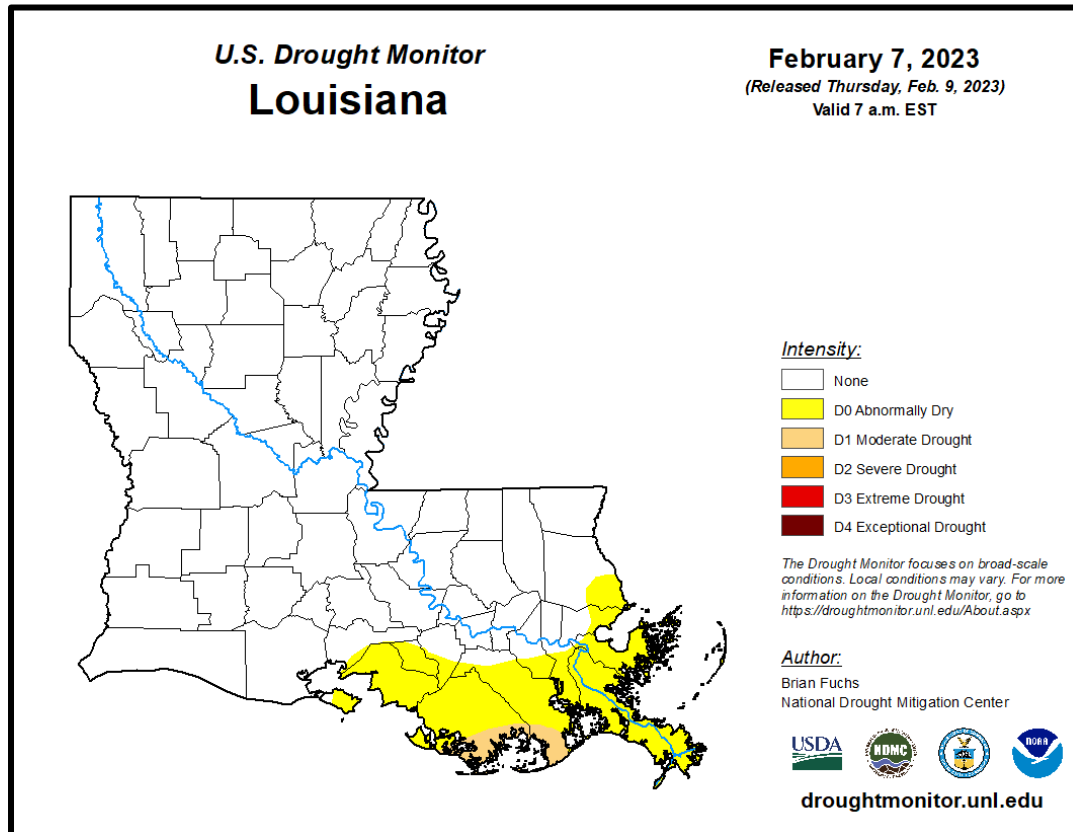 U.S. Drought Monitor
Louisiana
February 7, 2023
(Released Thursday, Feb. 9, 2023)
Valid 7 a.m. EST
Intensity:
None
D0 Abnormally Dry
D1 Moderate Drought
D2 Severe Drought
D3 Extreme Drought
D4 Exceptional Drought
The Drought Monitor focuses on broad-scale
conditions. Local conditions may vary. For more
information on the Drought Monitor, go to
https://droughtmonitor.unl.edu/About.aspx
Author:
Brian Fuchs
National Drought Mitigation Center
USDA
NDMC
NOAA
droughtmonitor.unl.edu